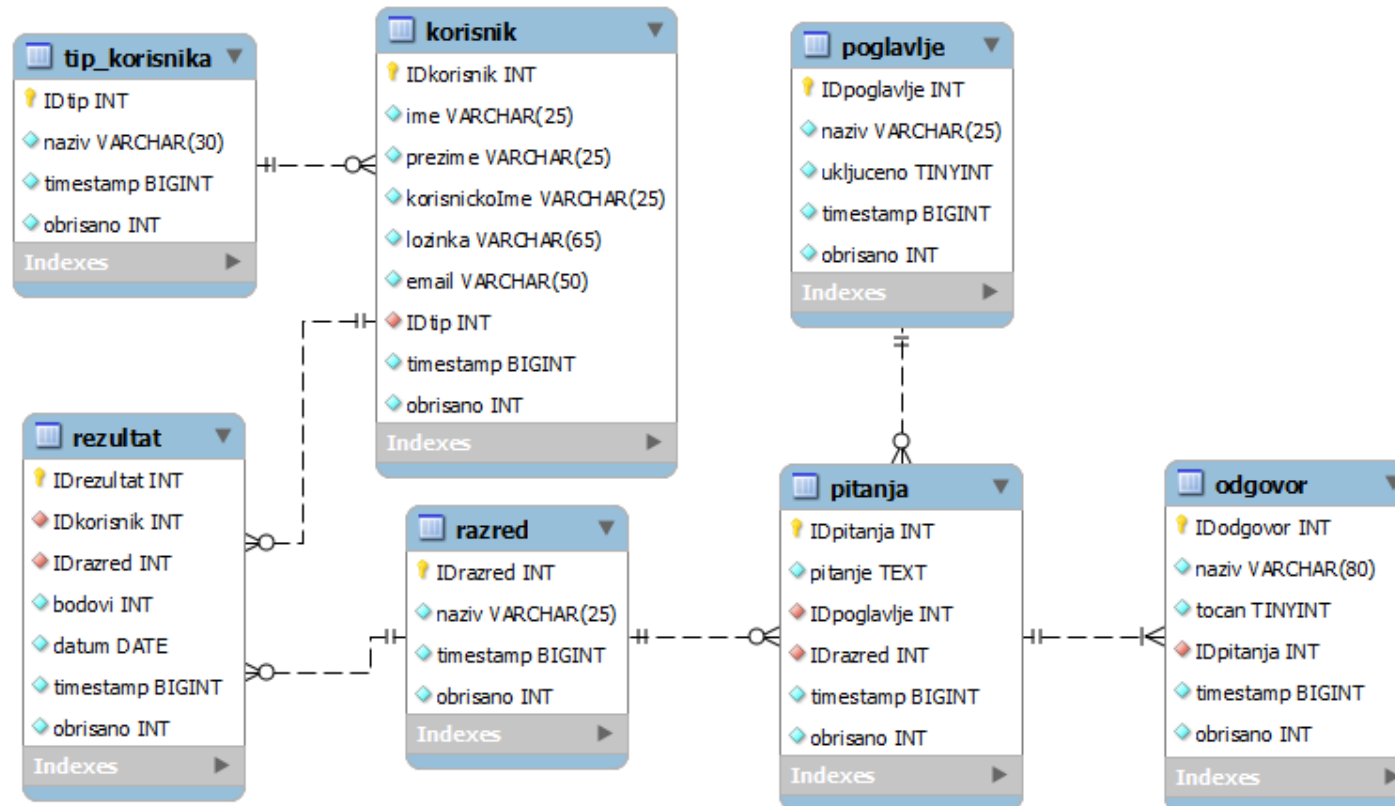 tip_korisnika
IDtip INT
naziv VARCHAR(30)
timestamp BIGINT
obrisano INT
Indexes
korisnik
IDkorisnik INT
ime VARCHAR(25)
prezime VARCHAR(25)
korisnickoIme VARCHAR(25)
lozinka VARCHAR(65)
email VARCHAR(50)
IDtip INT
timestamp BIGINT
obrisano INT
Indexes
poglavlje
IDpoglavlje INT
naziv VARCHAR(25)
ukljuceno TINYINT
timestamp BIGINT
obrisano INT
Indexes
rezultat
IDrezultat INT
IDkorisnik INT
IDrazred INT
bodovi INT
datum DATE
timestamp BIGINT
obrisano INT
Indexes
razred
IDrazred INT
naziv VARCHAR(25)
timestamp BIGINT
obrisano INT
Indexes
pitanja
IDpitanja INT
pitanje TEXT
IDpoglavlje INT
IDrazred INT
timestamp BIGINT
obrisano INT
Indexes
odgovor
IDodgovor INT
naziv VARCHAR(80)
tocan TINYINT
IDpitanja INT
timestamp BIGINT
obrisano INT
Indexes